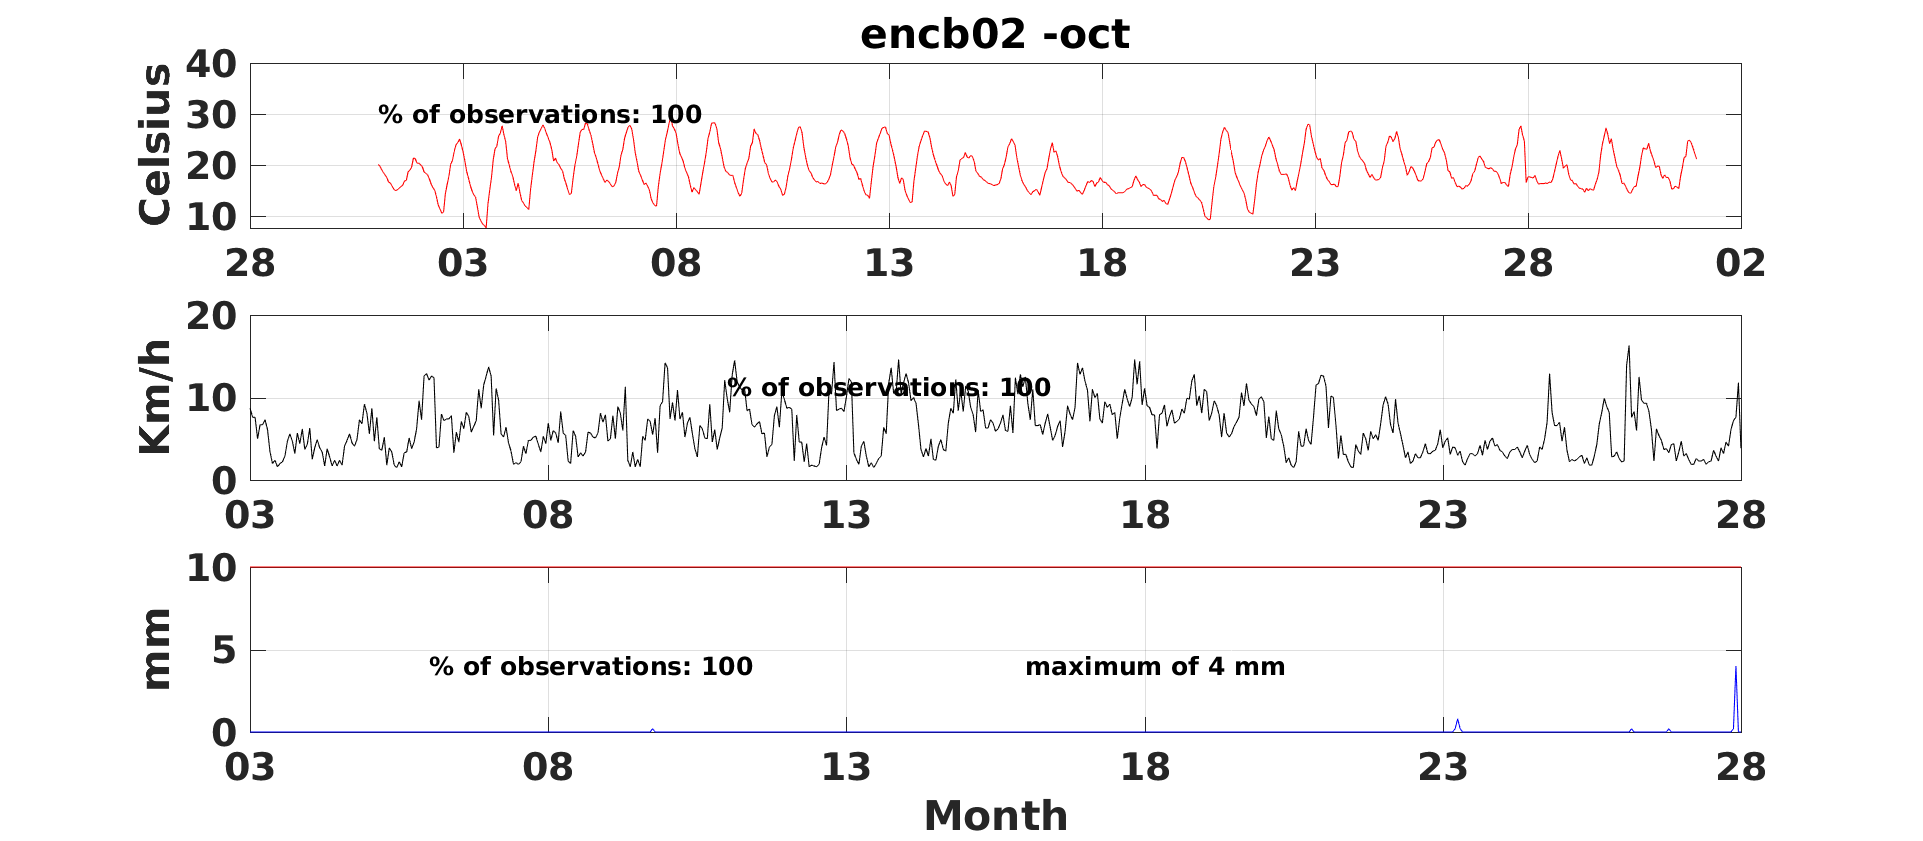 encb02 -oct
Celsius
40
30
20
10
% of observations: 100
28 03 08 13 18 23 28 02
Km/h
20
10
0
% of observations: 100
03 08 13 18 23 28
mm
10
5
0
% of observations: 100 maximum of 4 mm
03 08 13 18 23 28
Month